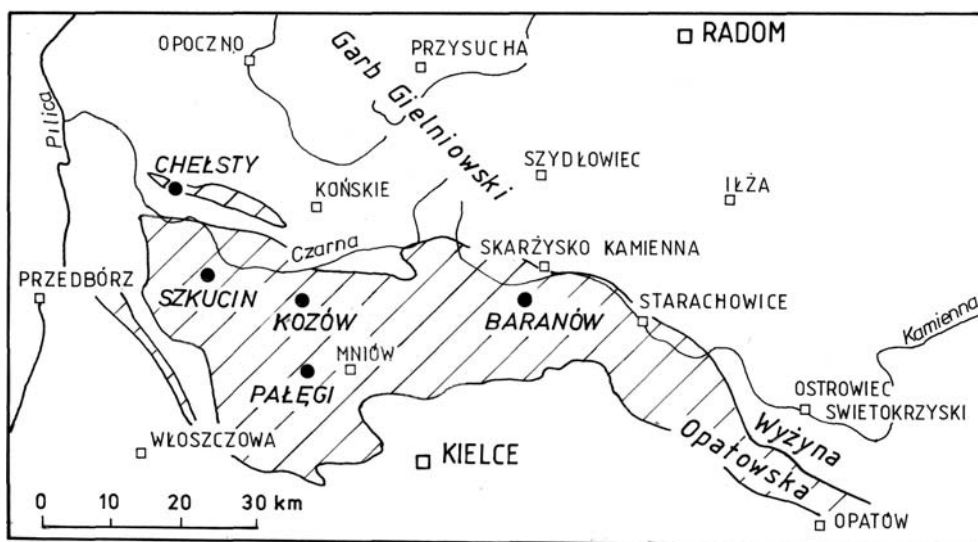 OPOCZNO
PRZYSUCHA
RADOM
Garb Gielniowski
Pilica
CHEŁSTY
SZYDŁOWIEC
KOŃSKIE
IŁŻA
Czarna
SKARŻYSKO KAMIENNA
PRZEDBÓRZ
SZKUCIN
KOZÓW
BARANÓW
STARACHOWICE
Kamienna
MNIÓW
PAŁĘGI
OSTROWIEC
SWIETOKRZYSKI
WŁOSZCZOWA
KIELCE
Wyżyna
Opatowska
0 10 20 30 km
OPATÓW